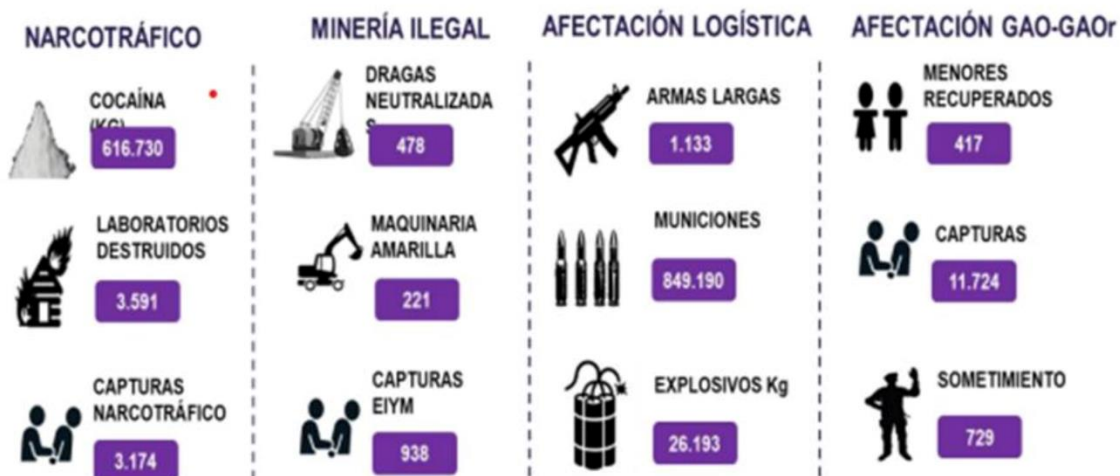 NARCOTRÁFICO
COCAÍNA
(KG)
616.730
LABORATORIOS
DESTRUIDOS
3.591
CAPTURAS
NARCOTRÁFICO
3.174
MINERÍA ILEGAL
DRAGAS
NEUTRALIZADA
S
478
MAQUINARIA
AMARILLA
221
CAPTURAS
EIYM
938
AFECTACIÓN LOGÍSTICA
ARMAS LARGAS
1.133
MUNICIONES
849.190
EXPLOSIVOS Kg
26.193
AFECTACIÓN GAO-GAOr
MENORES
RECUPERADOS
417
CAPTURAS
11.724
SOMETIMIENTO
729